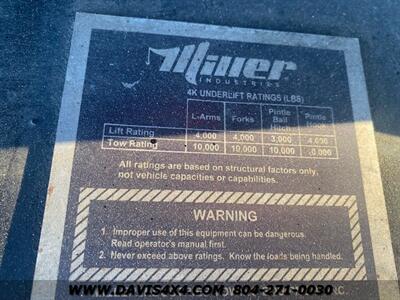 Miller
INDUSTRIES
4K UNDERLIFT RATINGS (LBS)
L-Arms Forks Pintle Ball Hitch Pintle
Lift Rating 4,000 4,000 3,000 4,000
Tow Rating 10,000 10,000 10,000 10,000
All ratings are based on structural factors only,
not vehicle capacities or capabilities.
WARNING
1. Improper use of this equipment can be dangerous.
Read operator's manual first.
2. Never exceed above ratings. Know the loads being handled.
WWW.DAVIS4X4.COM 804-271-0030